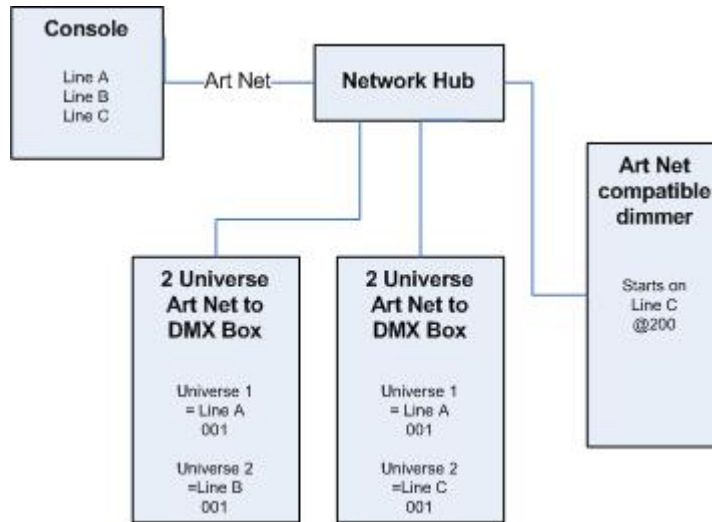 Console
Line A
Line B
Line C
Art Net
Network Hub
Art Net
compatible
dimmer
Starts on
Line C
@200
2 Universe
Art Net to
DMX Box
Universe 1
= Line A
001
Universe 2
=Line B
001
2 Universe
Art Net to
DMX Box
Universe 1
= Line A
001
Universe 2
=Line C
001